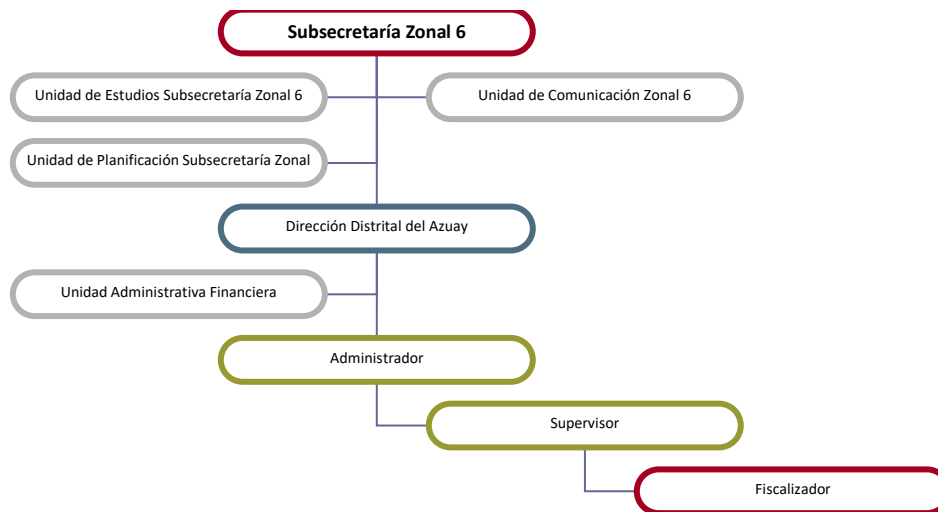 Subsecretaría Zonal 6
Unidad de Estudios Subsecretaría Zonal 6
Unidad de Comunicación Zonal 6
Unidad de Planificación Subsecretaría Zonal
Dirección Distrital del Azuay
Unidad Administrativa Financiera
Administrador
Supervisor
Fiscalizador